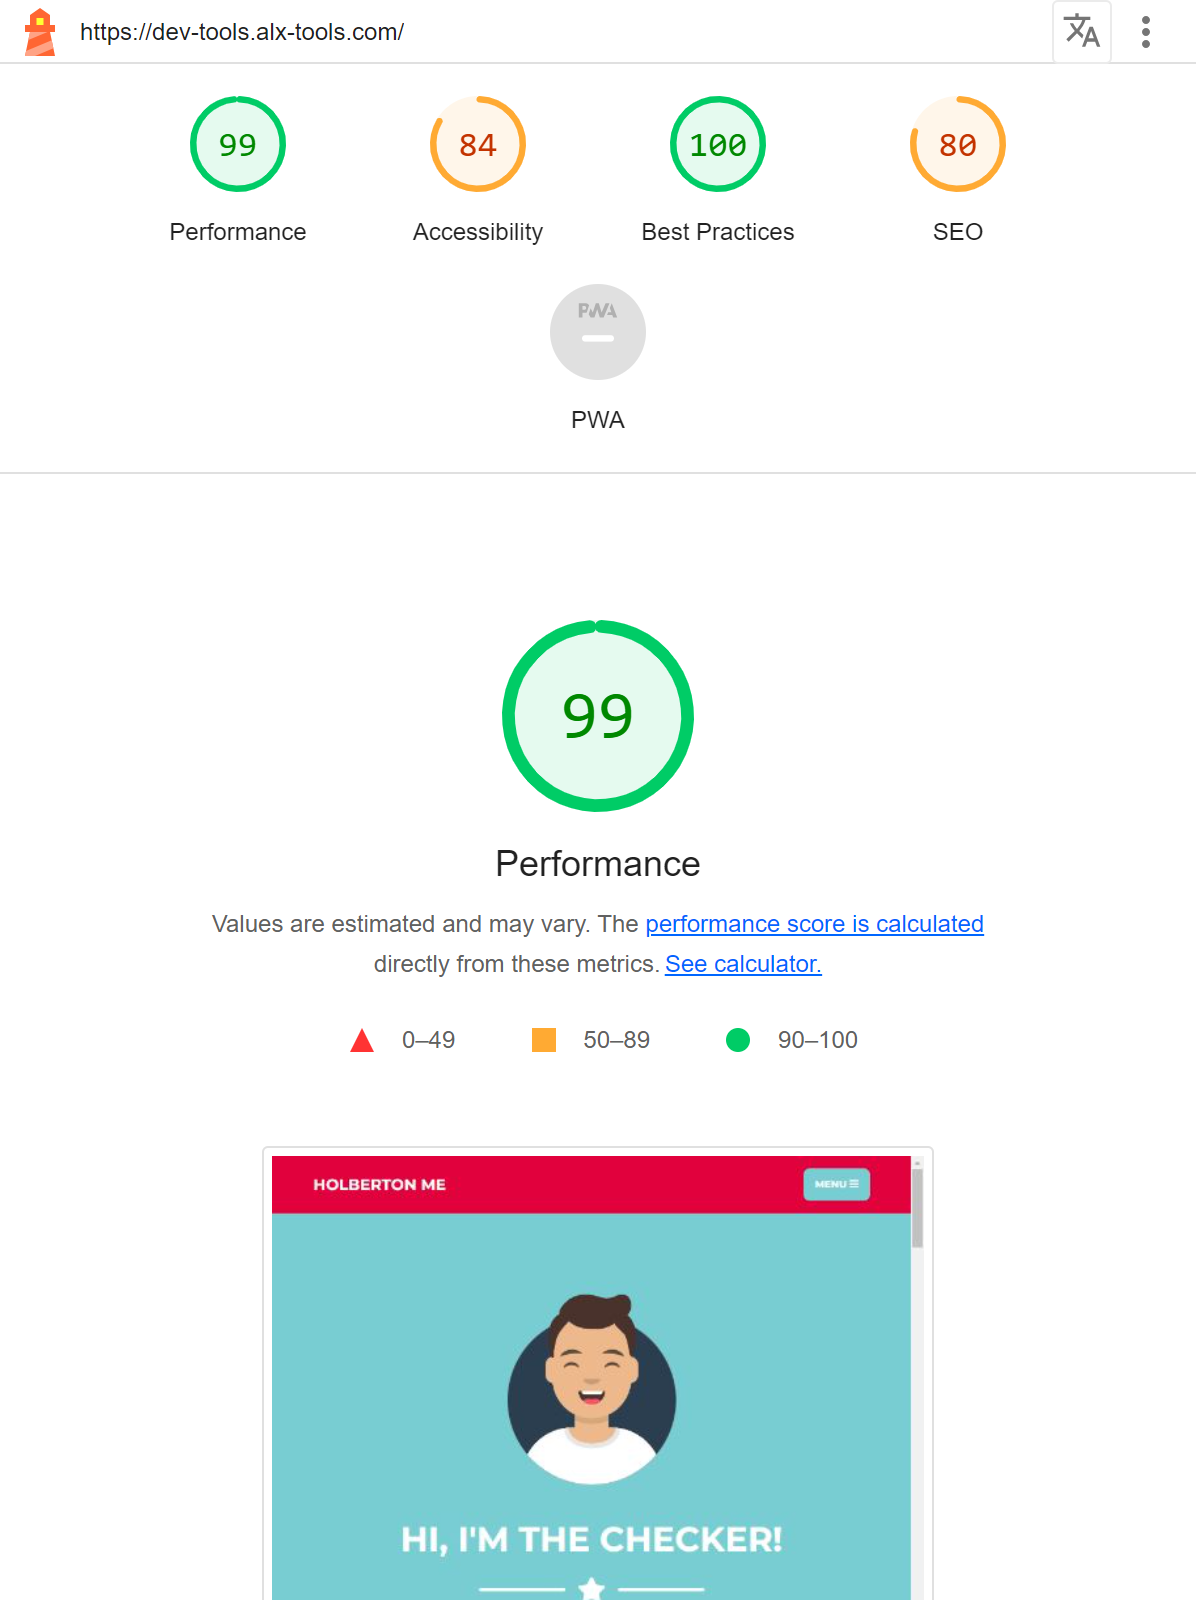 https://dev-tools.alx-tools.com/
文A
99
84
100
80
Performance
Accessibility
Best Practices
SEO
PWA
PWA
99
Performance
Values are estimated and may vary. The performance score is calculated
directly from these metrics. See calculator.
0–49
50–89
90–100
HOLBERTON ME
MENU
HI, I'M THE CHECKER!